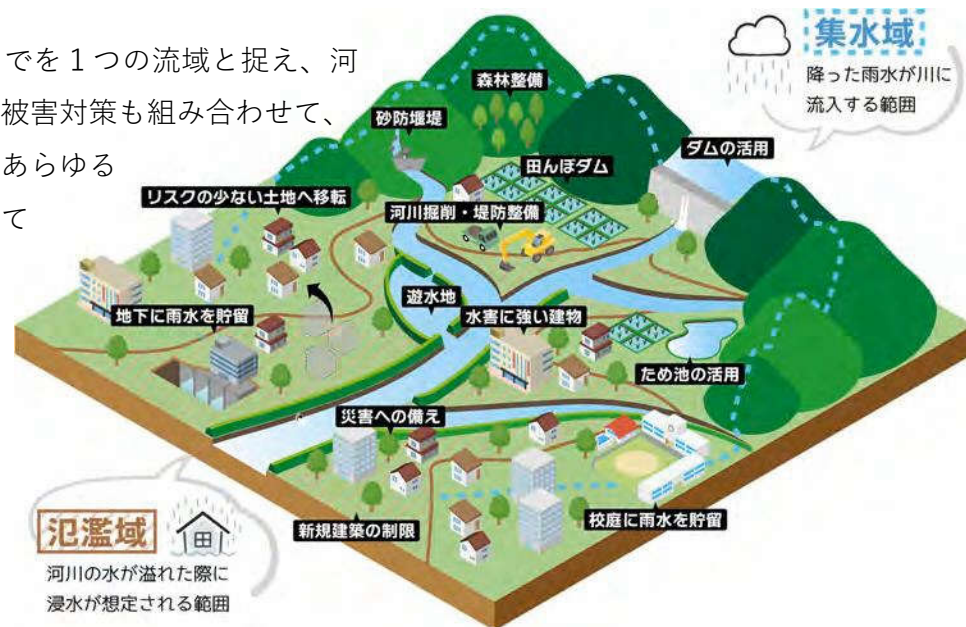 でを１つの流域と捉え、河
被害対策も組み合わせて、
あらゆる
て
集水域
降った雨水が川に
流入する範囲
森林整備
砂防堰堤
ダムの活用
田んぼダム
リスクの少ない土地へ移転
河川掘削・堤防整備
遊水地
地下に雨水を貯留
水害に強い建物
ため池の活用
災害への備え
新規建築の制限
校庭に雨水を貯留
氾濫域
河川の水が溢れた際に
浸水が想定される範囲